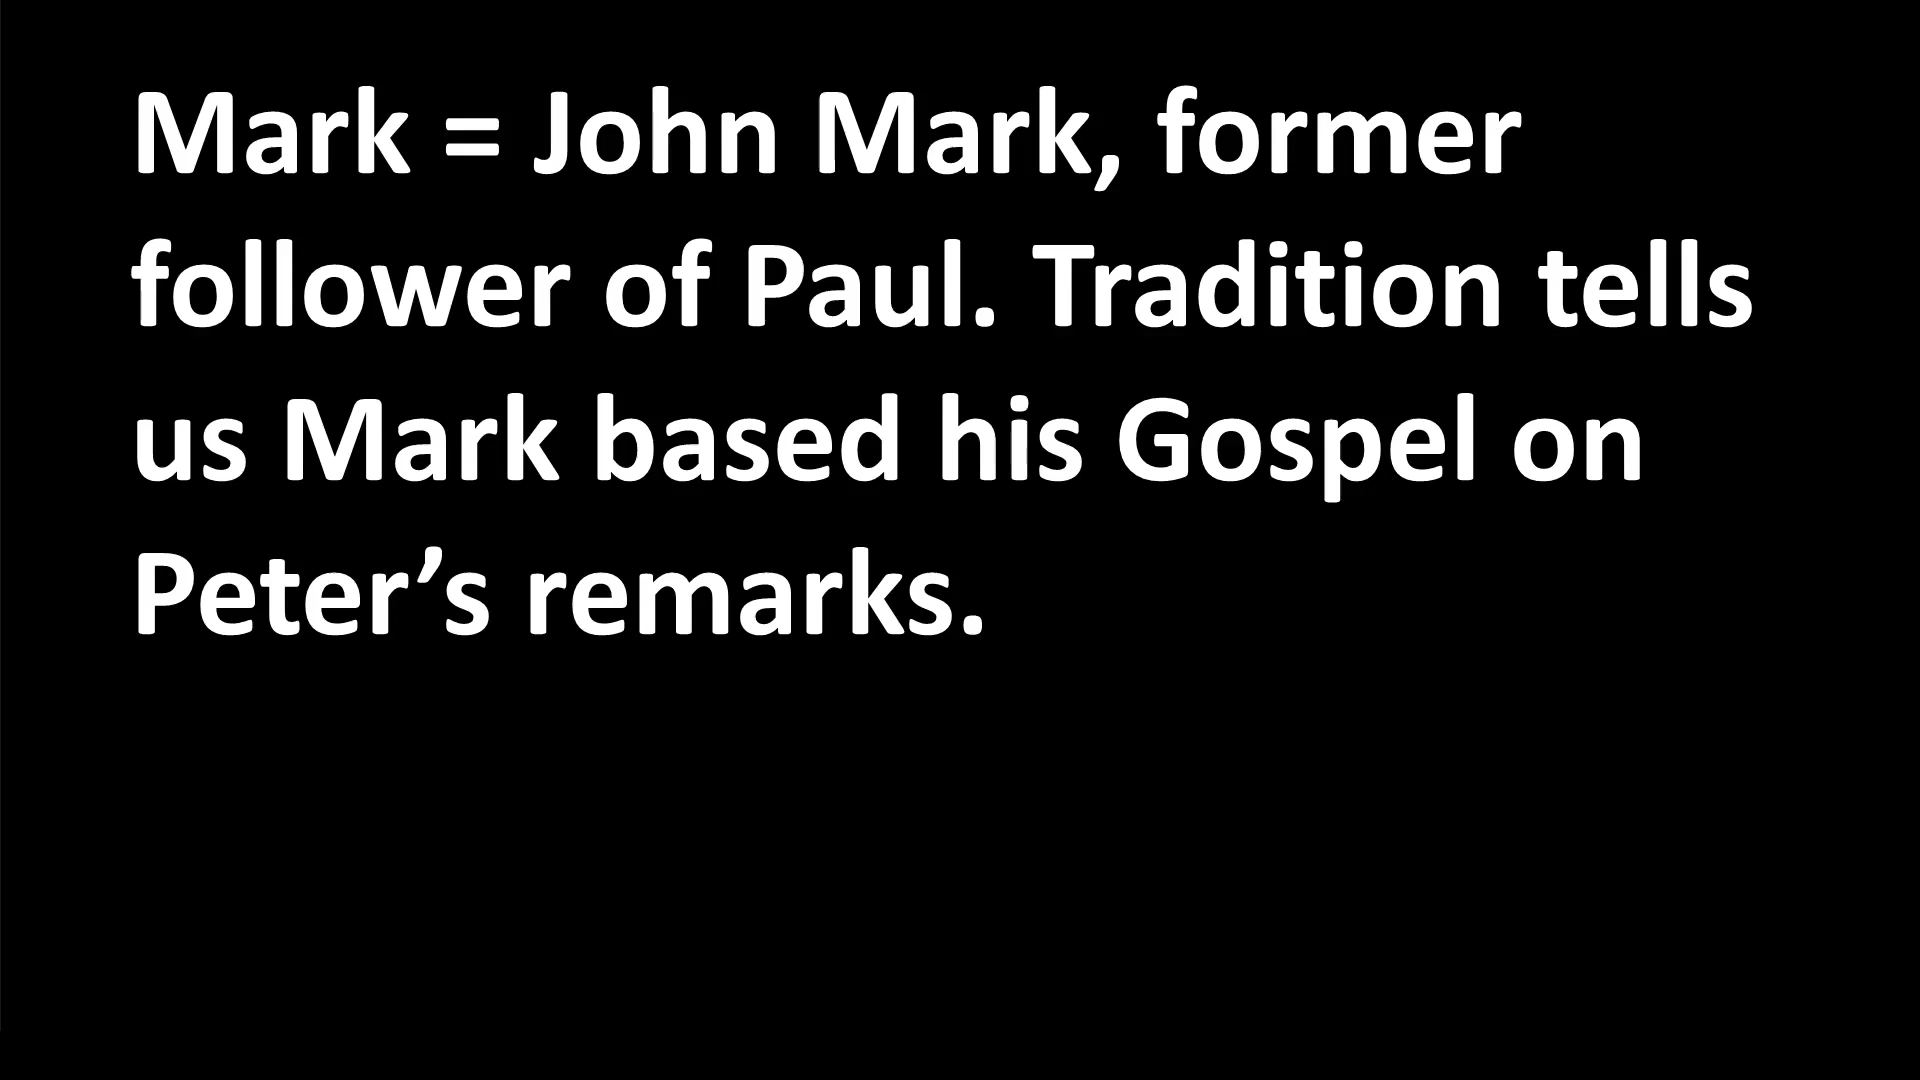 Mark = John Mark, former
follower of Paul. Tradition tells
us Mark based his Gospel on
Peter’s remarks.